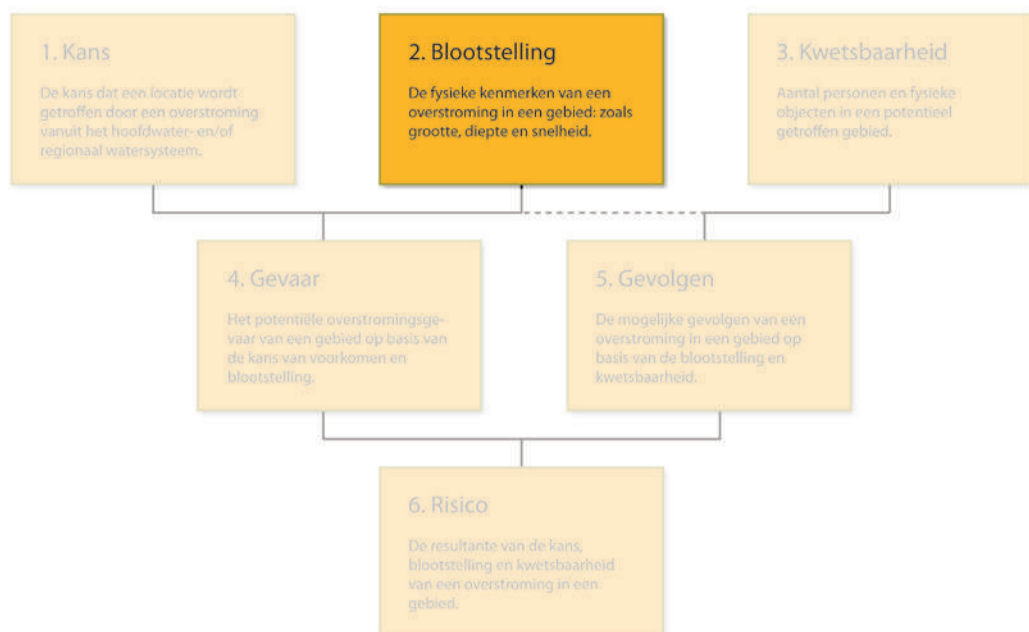 1. Kans
De kans dat een locatie wordt
getroffen door een overstroming
vanuit het hoofdwater- en/of
regionaal watersysteem.
2. Blootstelling
De fysieke kenmerken van een
overstroming in een gebied: zoals
grootte, diepte en snelheid.
3. Kwetsbaarheid
Aantal personen en fysieke
objecten in een potentieel
getroffen gebied.
4. Gevaar
Het potentiële overstromingsge-
vaar van een gebied op basis van
de kans van voorkomen en
blootstelling.
5. Gevolgen
De mogelijke gevolgen van een
overstroming in een gebied op
basis van de blootstelling en
kwetsbaarheid.
6. Risico
De resultante van de kans,
blootstelling en kwetsbaarheid
van een overstroming in een
gebied.